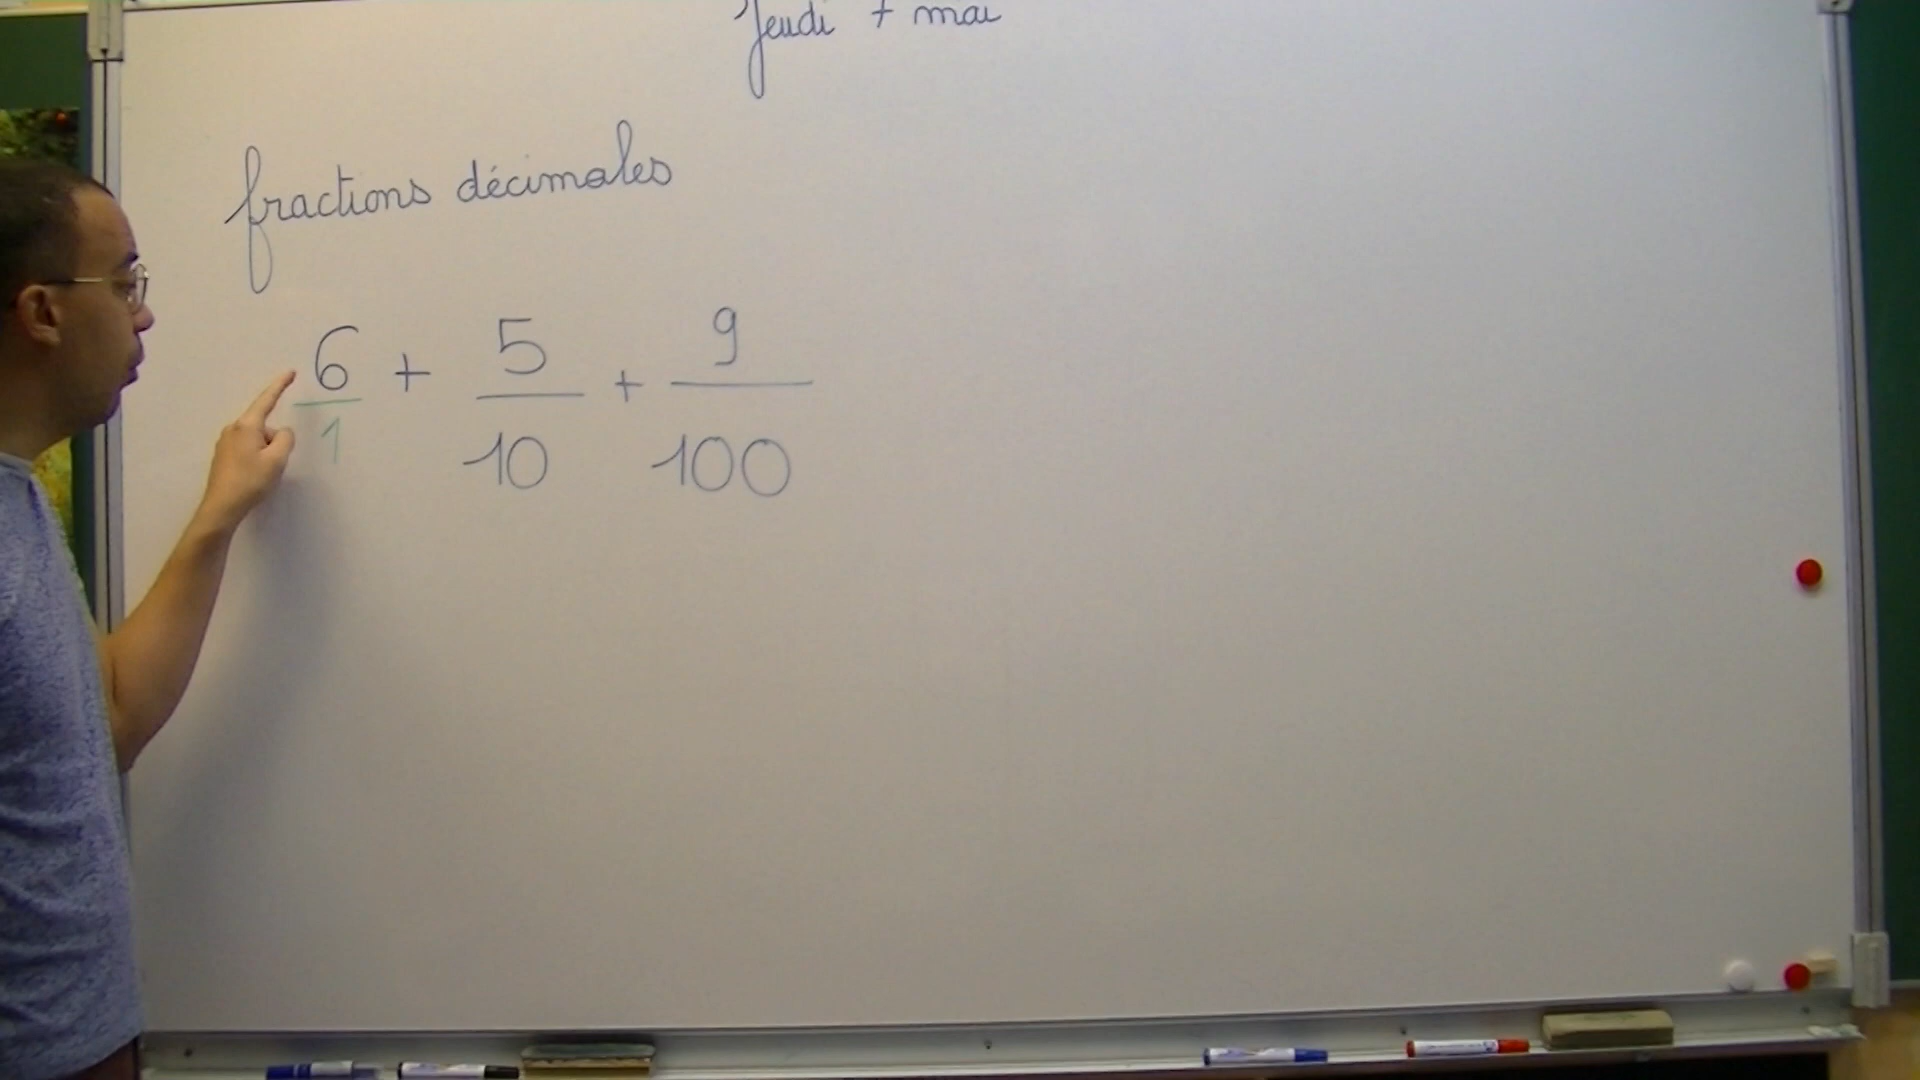 Jeudi 7 mai
fractions décimales
6/1 + 5/10 + 9/100